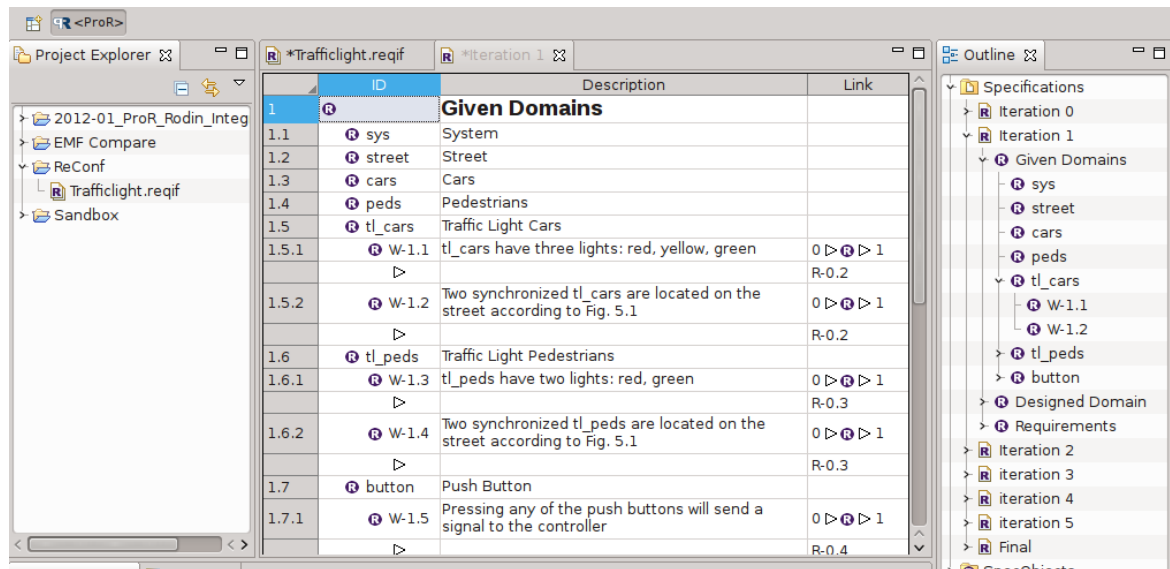 <ProR>
Project Explorer
2012-01_ProR_Rodin_Integ
EMF Compare
ReConf
Trafficlight.reqif
Sandbox
*Trafficlight.reqif
*Iteration 1
ID Description Link
1 Given Domains
1.1 sys System
1.2 street Street
1.3 cars Cars
1.4 peds Pedestrians
1.5 tl_cars Traffic Light Cars
1.5.1 W-1.1 tl_cars have three lights: red, yellow, green 0 ▷ R ▷ 1
▷ R-0.2
1.5.2 W-1.2 Two synchronized tl_cars are located on the
street according to Fig. 5.1 0 ▷ R ▷ 1
▷ R-0.2
1.6 tl_peds Traffic Light Pedestrians
1.6.1 W-1.3 tl_peds have two lights: red, green 0 ▷ R ▷ 1
▷ R-0.3
1.6.2 W-1.4 Two synchronized tl_peds are located on the
street according to Fig. 5.1 0 ▷ R ▷ 1
▷ R-0.3
1.7 button Push Button
1.7.1 W-1.5 Pressing any of the push buttons will send a
signal to the controller 0 ▷ R ▷ 1
▷ R-0.4
Outline
Specifications
Iteration 0
Iteration 1
Given Domains
sys
street
cars
peds
tl_cars
W-1.1
W-1.2
tl_peds
button
Designed Domain
Requirements
Iteration 2
iteration 3
iteration 4
iteration 5
Final